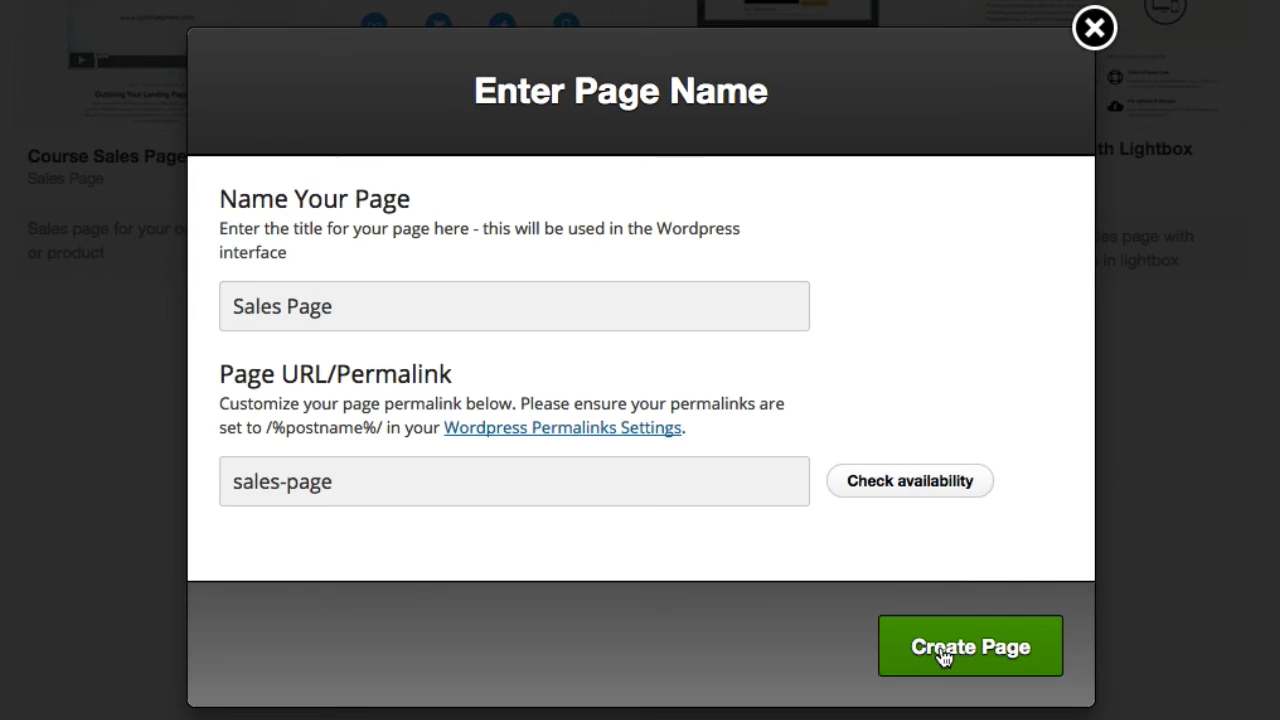 Enter Page Name
Course Sales Page
Sales Page
Sales page for your
or product
th Lightbox
es page with
in lightbox
Name Your Page
Enter the title for your page here - this will be used in the Wordpress
interface
Sales Page
Page URL/Permalink
Customize your page permalink below. Please ensure your permalinks are
set to /%postname%/ in your Wordpress Permalinks Settings.
sales-page
Check availability
Create Page